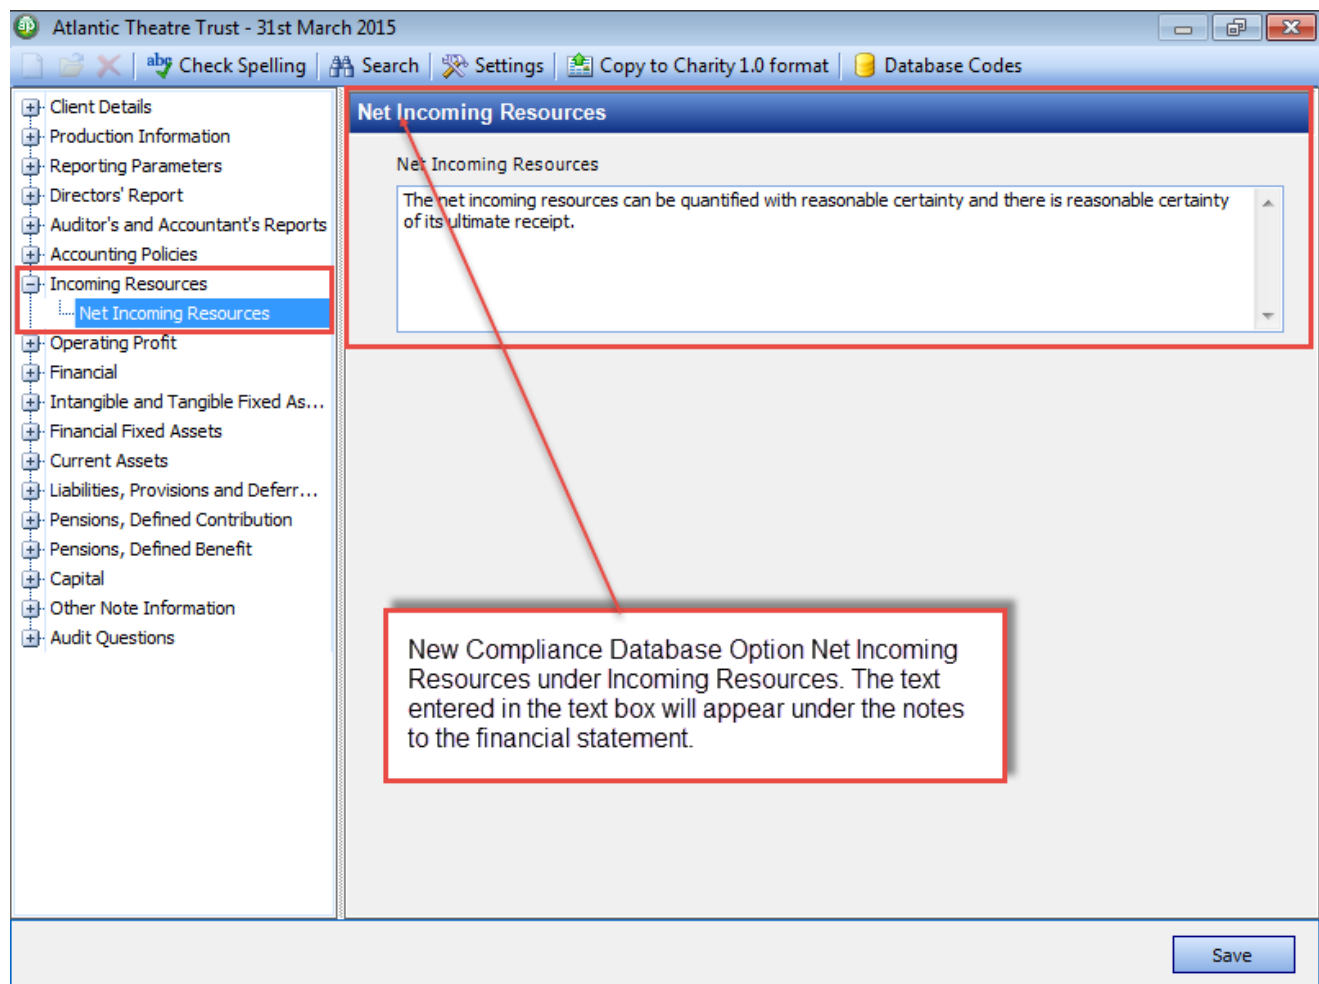 Atlantic Theatre Trust - 31st March 2015
abc Check Spelling Search Settings Copy to Charity 1.0 format Database Codes
Client Details
Production Information
Reporting Parameters
Directors' Report
Auditor's and Accountant's Reports
Accounting Policies
Incoming Resources
Net Incoming Resources
Operating Profit
Financial
Intangible and Tangible Fixed As...
Financial Fixed Assets
Current Assets
Liabilities, Provisions and Deferr...
Pensions, Defined Contribution
Pensions, Defined Benefit
Capital
Other Note Information
Audit Questions
Net Incoming Resources
Net Incoming Resources
The net incoming resources can be quantified with reasonable certainty and there is reasonable certainty
of its ultimate receipt.
New Compliance Database Option Net Incoming
Resources under Incoming Resources. The text
entered in the text box will appear under the notes
to the financial statement.
Save